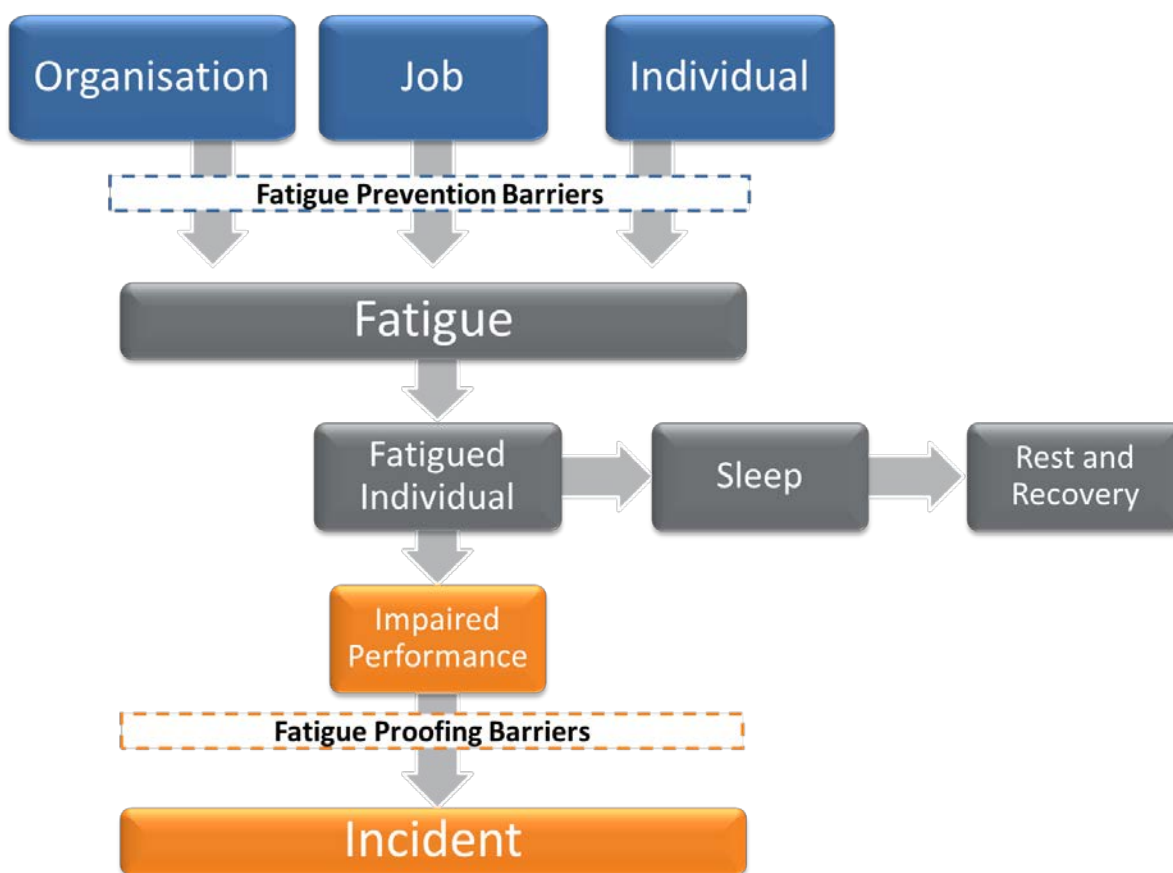 Organisation
Job
Individual
Fatigue Prevention Barriers
Fatigue
Fatigued
Individual
Sleep
Rest and
Recovery
Impaired
Performance
Fatigue Proofing Barriers
Incident